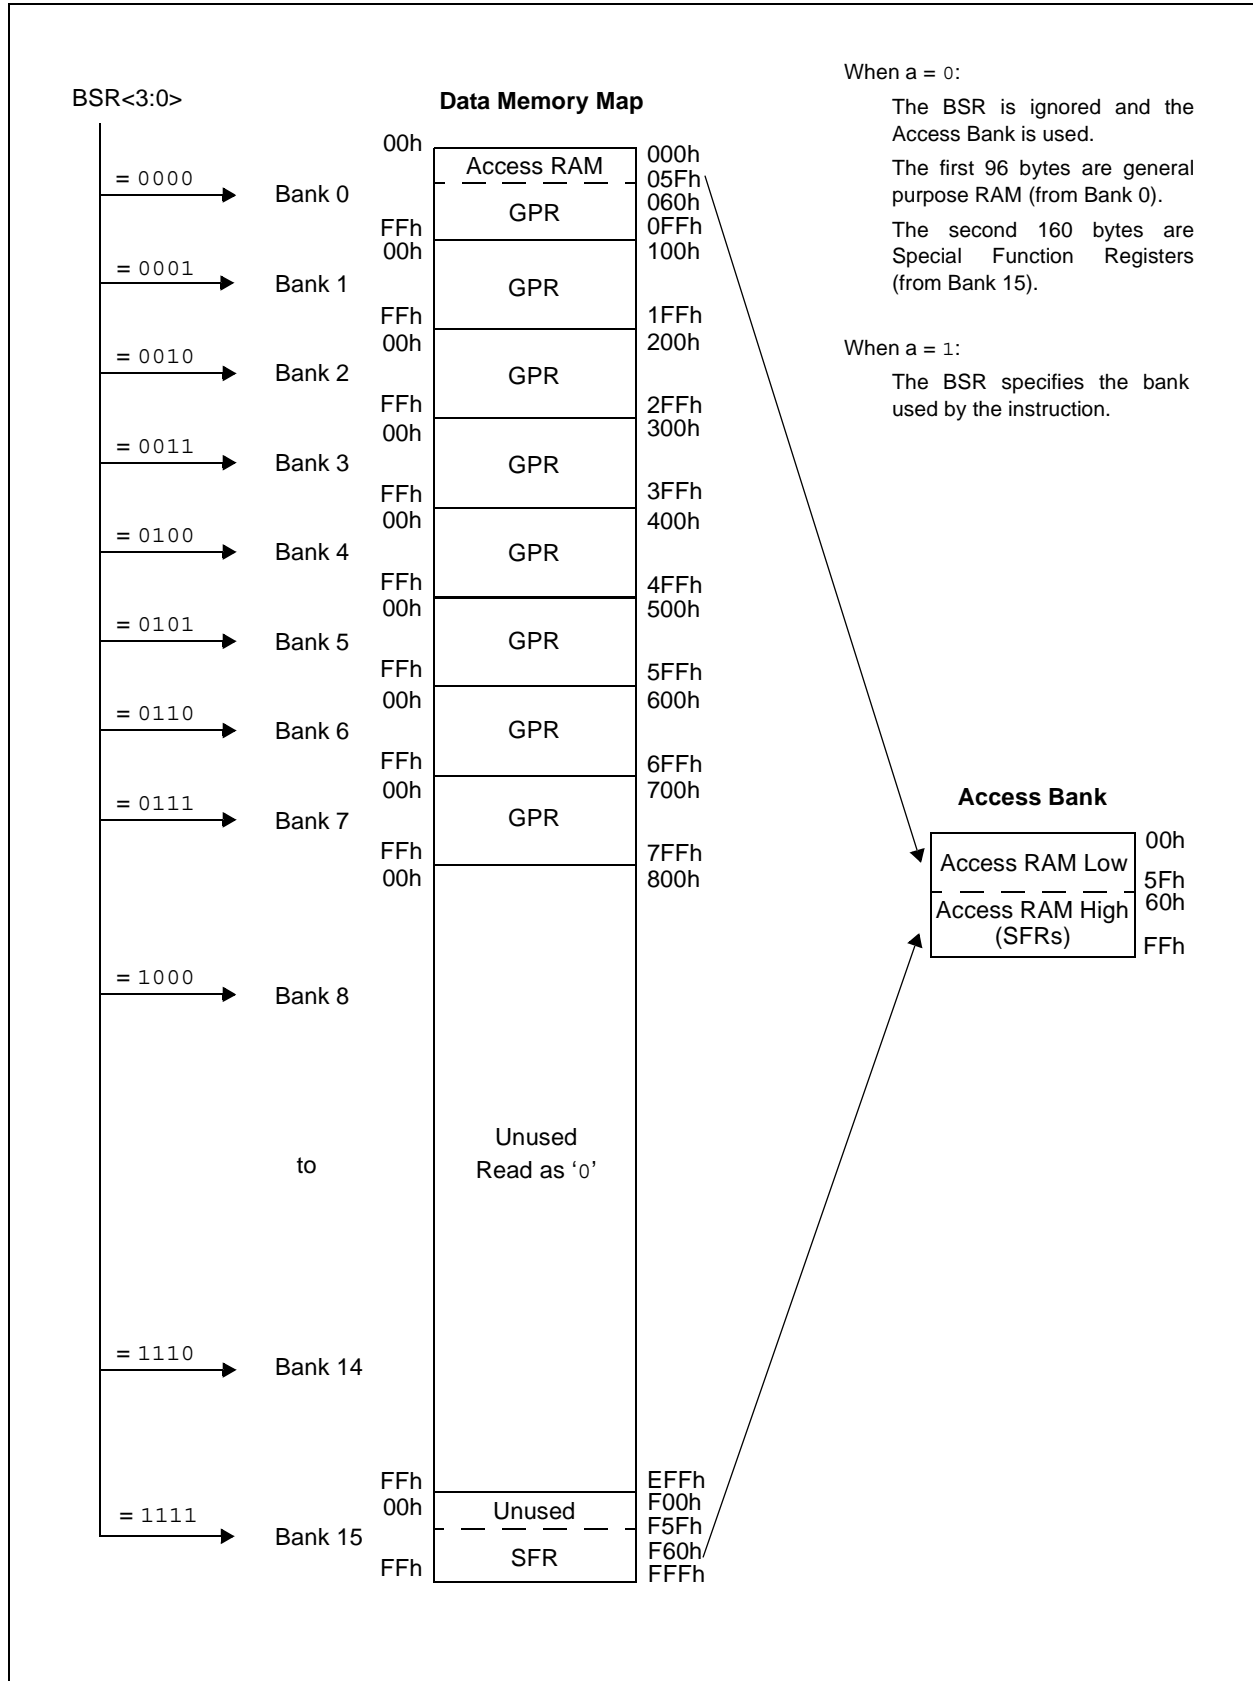 BSR<3:0>
Data Memory Map
When a = 0:
The BSR is ignored and the
Access Bank is used.
The first 96 bytes are general
purpose RAM (from Bank 0).
The second 160 bytes are
Special Function Registers
(from Bank 15).
When a = 1:
The BSR specifies the bank
used by the instruction.
= 0000
Bank 0
00h
FFh
Access RAM
GPR
000h
05Fh
060h
0FFh
= 0001
Bank 1
00h
FFh
GPR
100h
1FFh
= 0010
Bank 2
00h
FFh
GPR
200h
2FFh
= 0011
Bank 3
00h
FFh
GPR
300h
3FFh
= 0100
Bank 4
00h
FFh
GPR
400h
4FFh
= 0101
Bank 5
00h
FFh
GPR
500h
5FFh
= 0110
Bank 6
00h
FFh
GPR
600h
6FFh
= 0111
Bank 7
00h
FFh
GPR
700h
7FFh
= 1000
Bank 8
00h
800h
to
Unused
Read as ‘0’
= 1110
Bank 14
FFh
EFFh
= 1111
Bank 15
00h
FFh
Unused
SFR
F00h
F5Fh
F60h
FFFh
Access Bank
Access RAM Low
Access RAM High
(SFRs)
00h
5Fh
60h
FFh